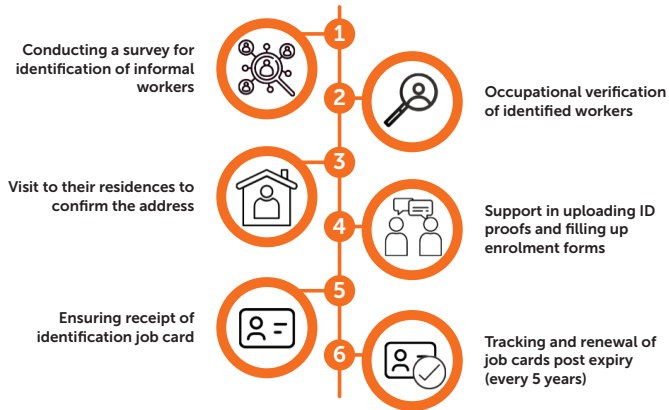 1
Conducting a survey for
identification of informal
workers
2
Occupational verification
of identified workers
3
Visit to their residences to
confirm the address
4
Support in uploading ID
proofs and filling up
enrolment forms
5
Ensuring receipt of
identification job card
6
Tracking and renewal of
job cards post expiry
(every 5 years)